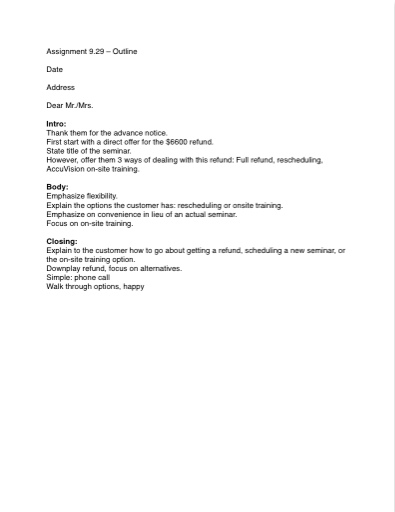 Assignment 9.29 – Outline
Date
Address
Dear Mr./Mrs.
Intro:
Thank them for the advance notice.
First start with a direct offer for the $6600 refund.
State title of the seminar.
However, offer them 3 ways of dealing with this refund: Full refund, rescheduling,
AccuVision on-site training.
Body:
Emphasize flexibility.
Explain the options the customer has: rescheduling or onsite training.
Emphasize on convenience in lieu of an actual seminar.
Focus on on-site training.
Closing:
Explain to the customer how to go about getting a refund, scheduling a new seminar, or
the on-site training option.
Downplay refund, focus on alternatives.
Simple: phone call
Walk through options, happy